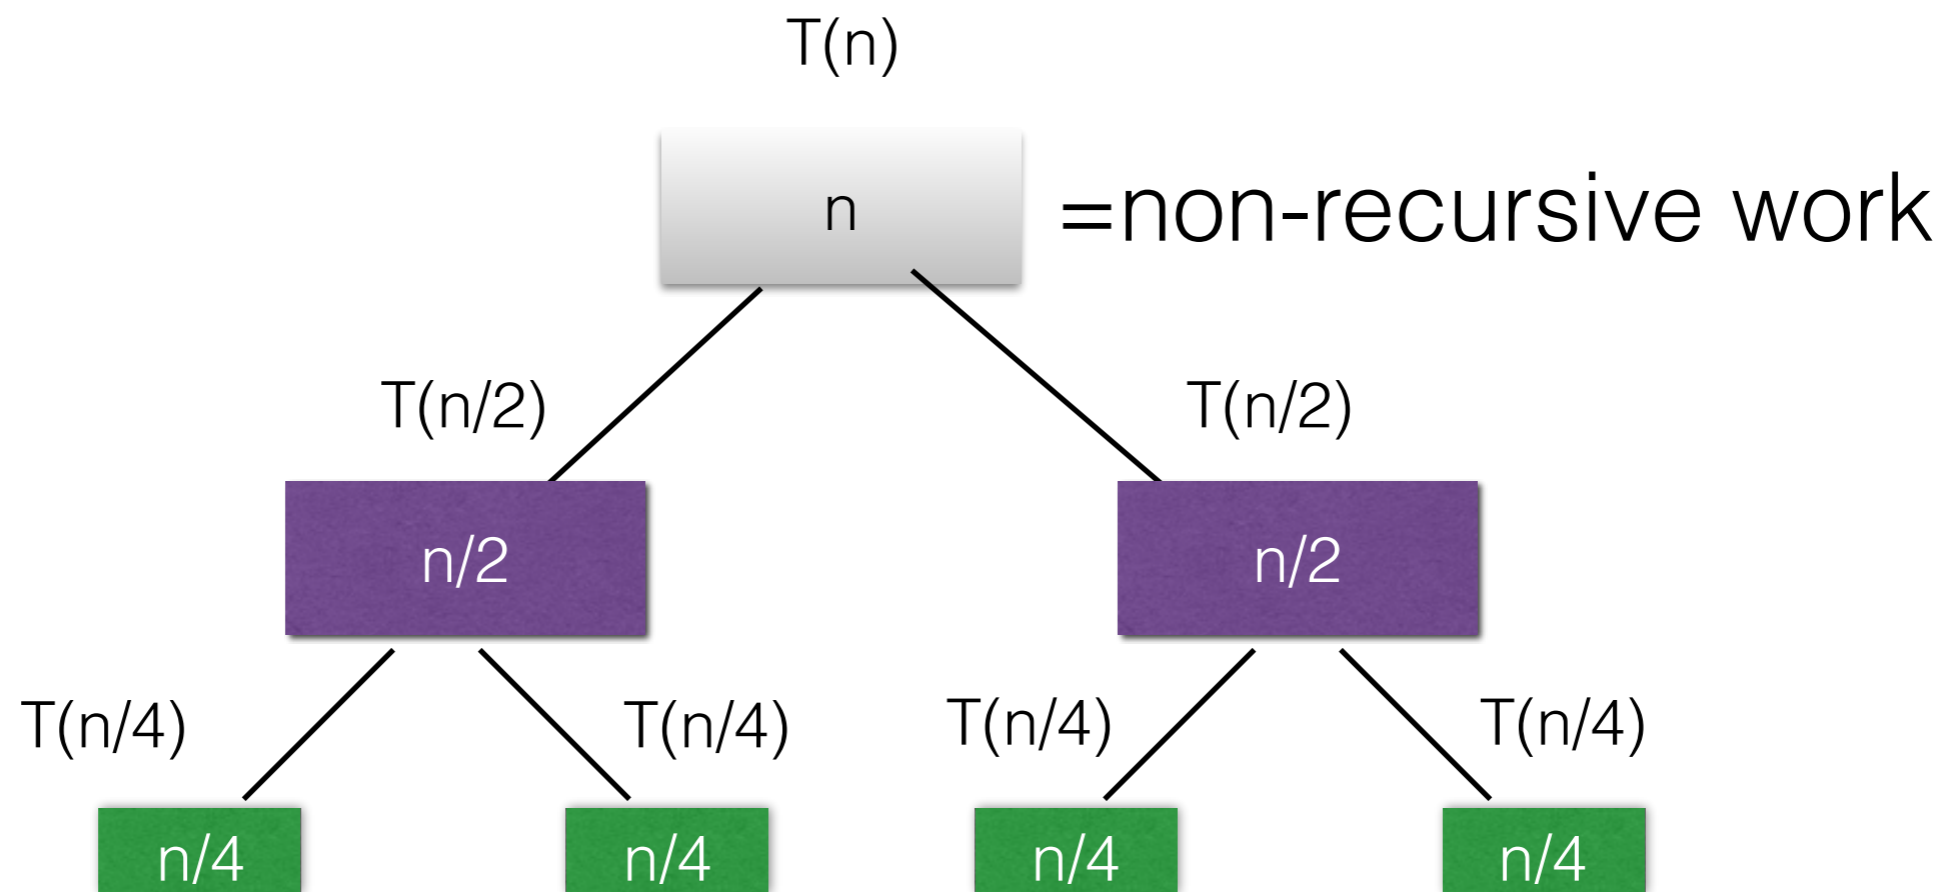 T(n)
n
=non-recursive work
T(n/2)
T(n/2)
n/2
n/2
T(n/4)
T(n/4)
T(n/4)
T(n/4)
n/4
n/4
n/4
n/4